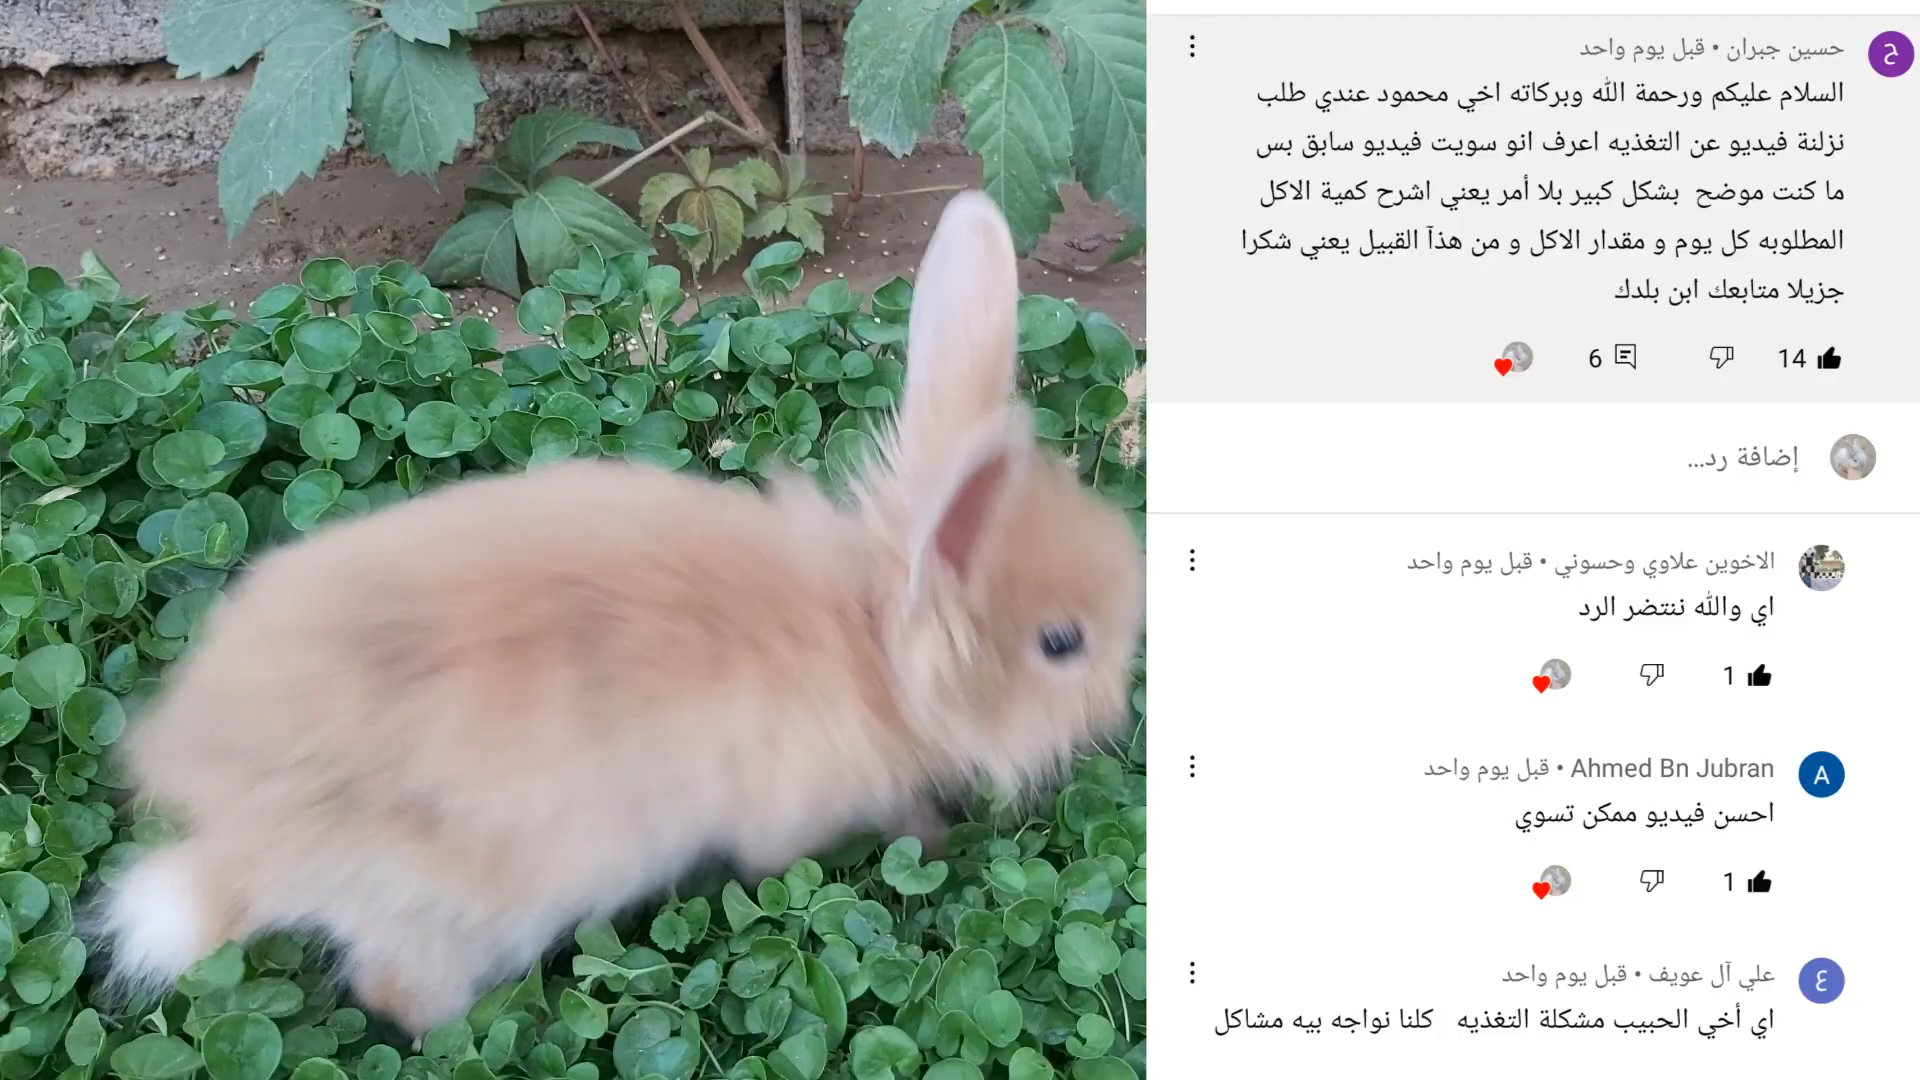 حسين جبران • قبل يوم واحد
السلام عليكم ورحمة الله وبركاته اخي محمود عندي طلب
نزلنة فيديو عن التغذيه اعرف انو سويت فيديو سابق بس
ما كنت موضح بشكل كبير بلا أمر يعني اشرح كمية الاكل
المطلوبه كل يوم و مقدار الاكل و من هذآ القبيل يعني شكرا
جزيلا متابعك ابن بلدك
14
6
إضافة رد...
الاخوين علاوي وحسوني • قبل يوم واحد
اي والله ننتضر الرد
1
Ahmed Bn Jubran • قبل يوم واحد
احسن فيديو ممكن تسوي
1
علي آل عويف • قبل يوم واحد
اي أخي الحبيب مشكلة التغذيه كلنا نواجه بيه مشاكل
ح
A
ع